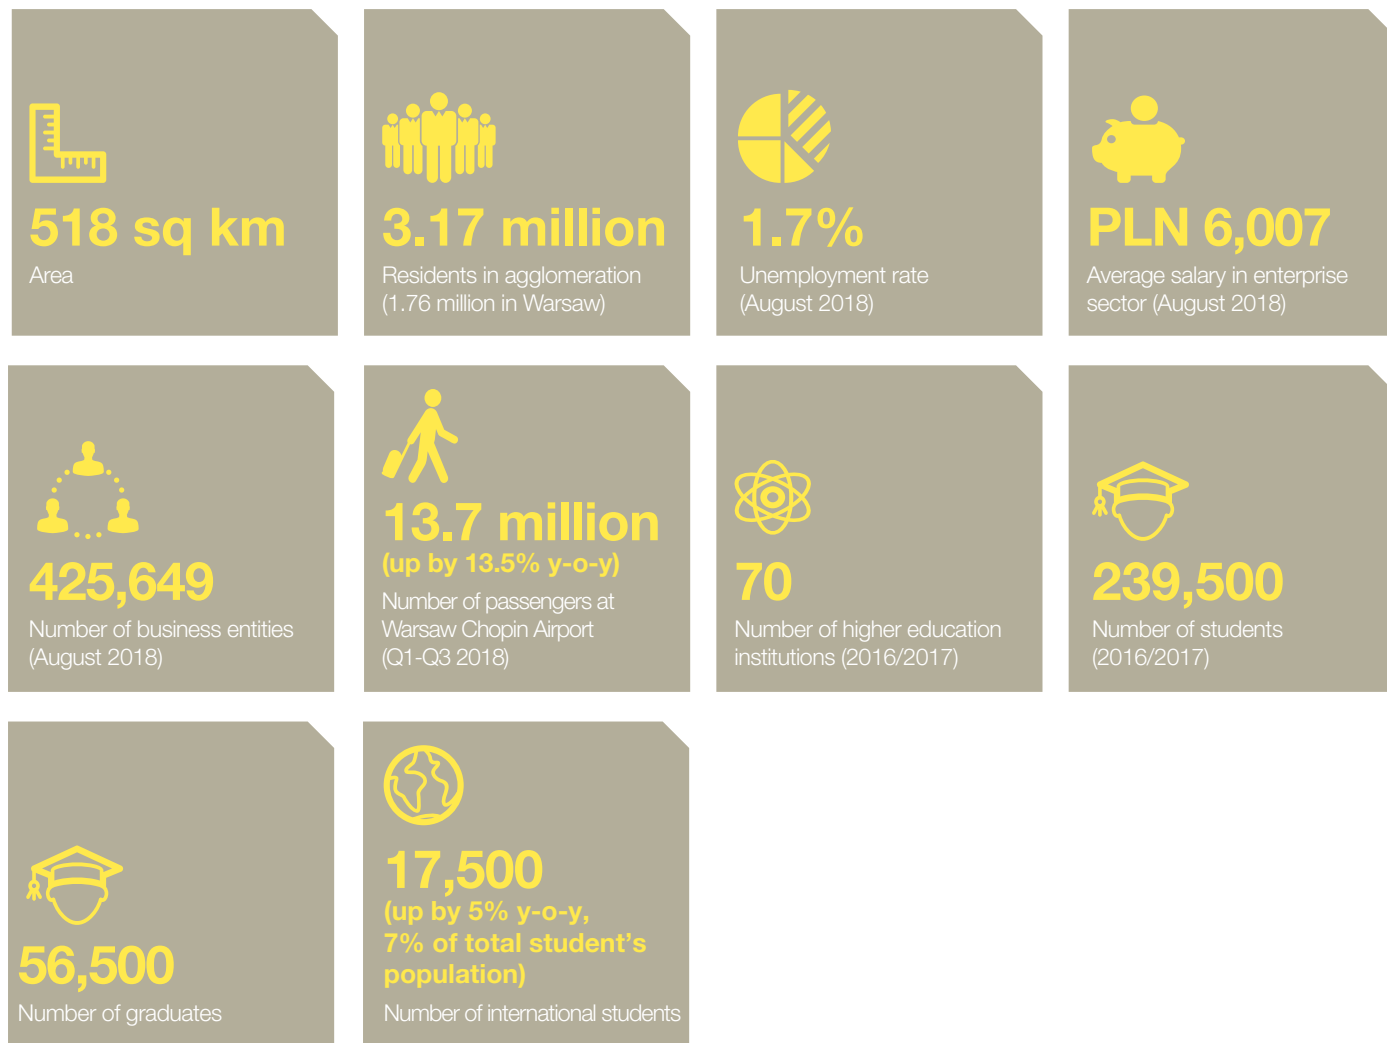 518 sq km
Area
3.17 million
Residents in agglomeration
(1.76 million in Warsaw)
1.7%
Unemployment rate
(August 2018)
PLN 6,007
Average salary in enterprise
sector (August 2018)
425,649
Number of business entities
(August 2018)
13.7 million
(up by 13.5% y-o-y)
Number of passengers at
Warsaw Chopin Airport
(Q1-Q3 2018)
70
Number of higher education
institutions (2016/2017)
239,500
Number of students
(2016/2017)
56,500
Number of graduates
17,500
(up by 5% y-o-y,
7% of total student's
population)
Number of international students